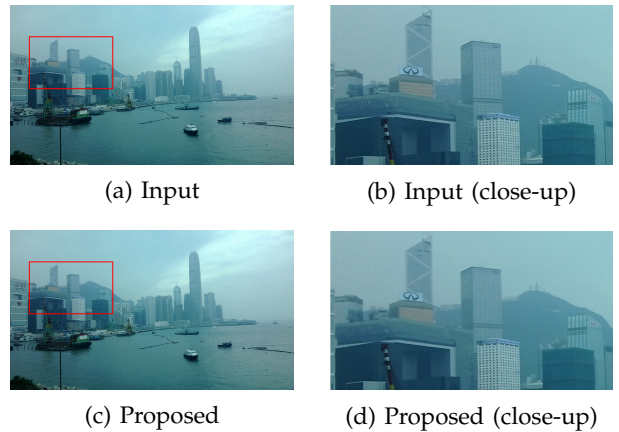 (a) Input
(b) Input (close-up)
(c) Proposed
(d) Proposed (close-up)